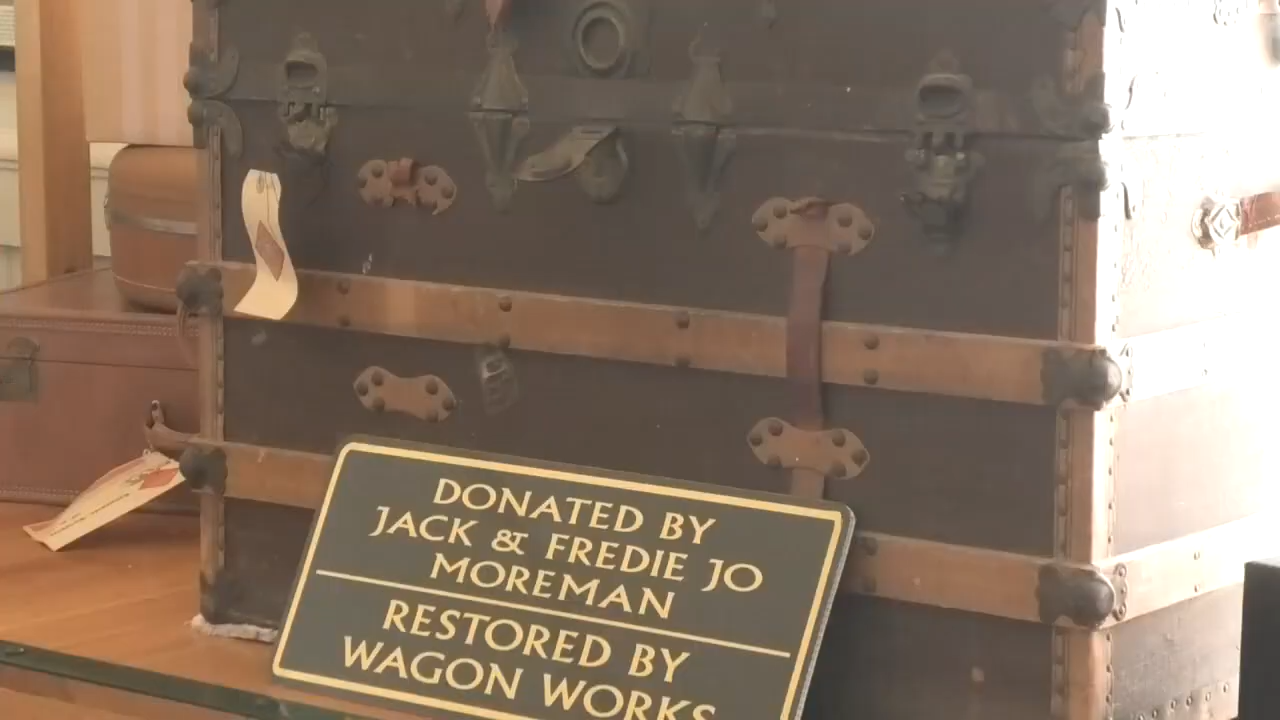 DONATED BY
JACK & FREDIE JO
MOREMAN
RESTORED BY
WAGON WORKS